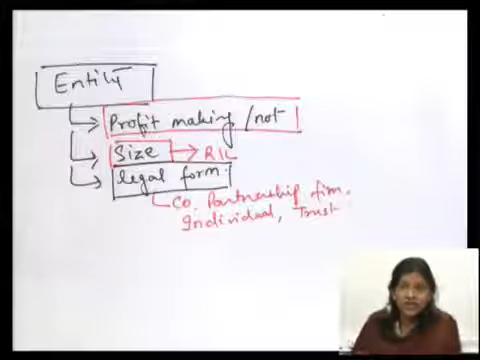 Entity
Profit making/not
Size → RIL
legal form.
Co. Partnership firm.
Individual, Trust